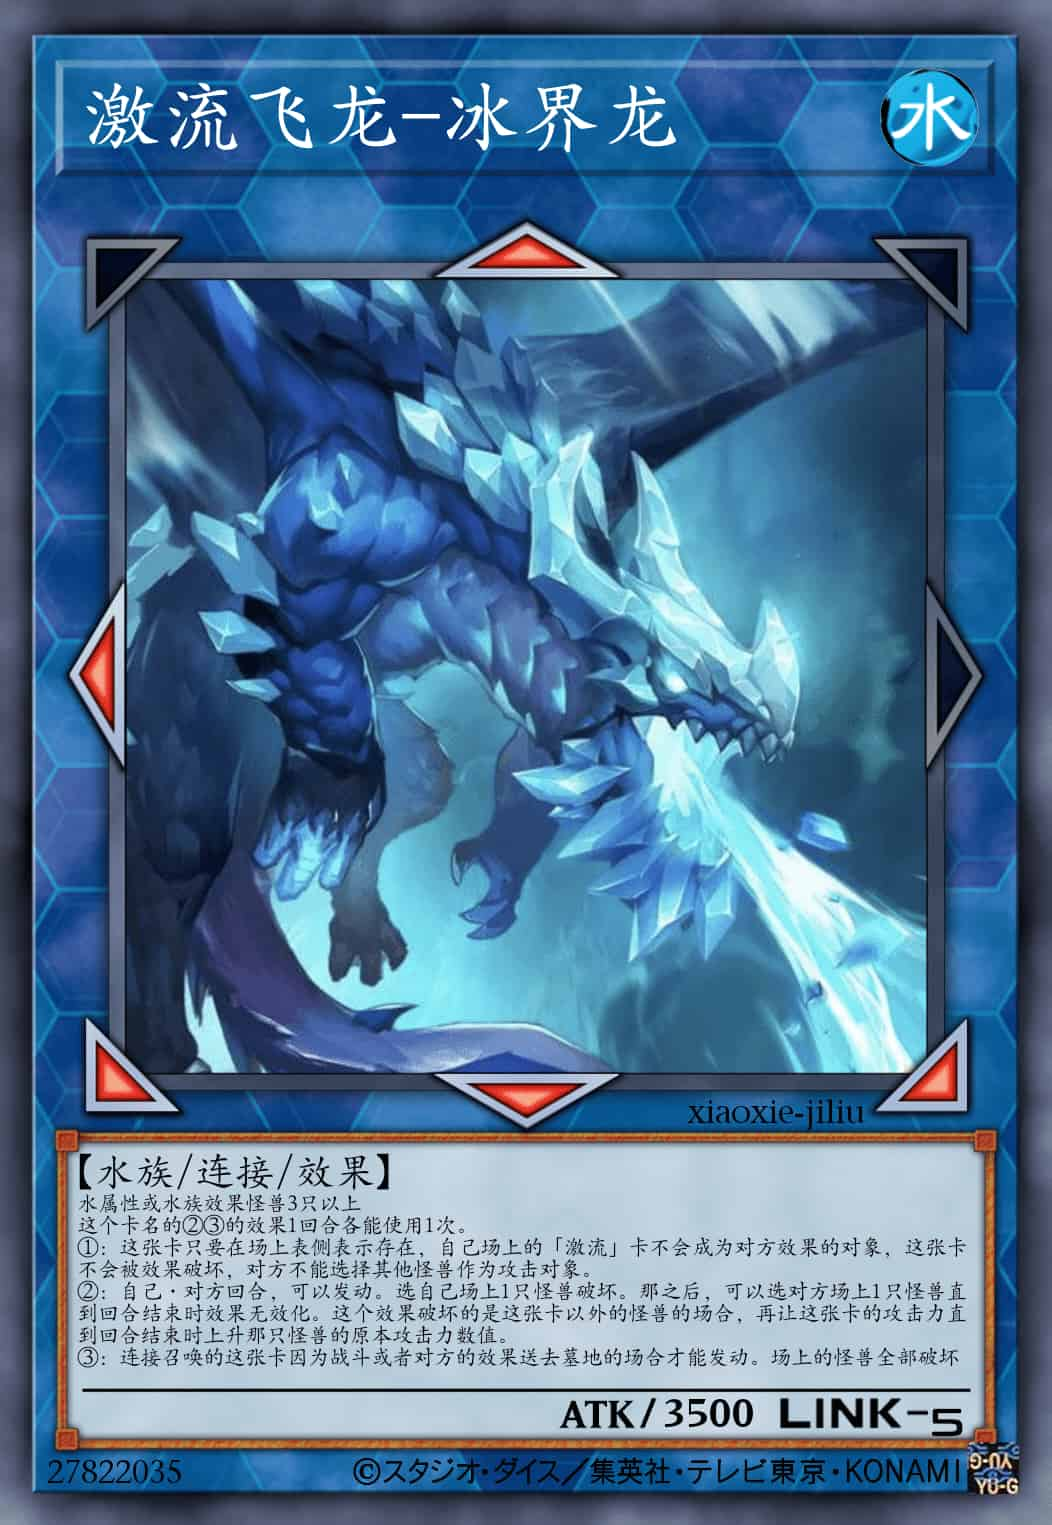 激流飞龙-冰界龙
水
xiaoxie-jiliu
【水族/连接/效果】
水属性或水族效果怪兽3只以上
这个卡名的②③的效果1回合各能使用1次。
①：这张卡只要在场上表侧表示存在，自己场上的「激流」卡不会成为对方效果的对象，这张卡
不会被效果破坏，对方不能选择其他怪兽作为攻击对象。
②：自己·对方回合，可以发动。选自己场上1只怪兽破坏。那之后，可以选对方场上1只怪兽直
到回合结束时效果无效化。这个效果破坏的是这张卡以外的怪兽的场合，再让这张卡的攻击力直
到回合结束时上升那只怪兽的原本攻击力数值。
③：连接召唤的这张卡因为战斗或者对方的效果送去墓地的场合才能发动。场上的怪兽全部破坏
ATK/3500 LINK-5
27822035 ©スタジオ·ダイス／集英社·テレビ東京·KONAMI
YU-G
YU-G